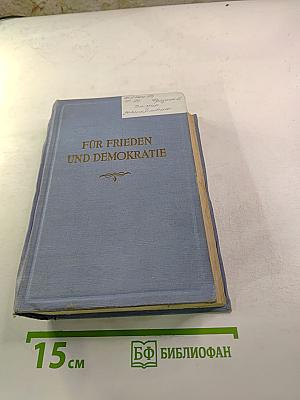 FÜR FRIEDEN
UND DEMOKRATIE
15 см
БФ БИБЛИОФАН